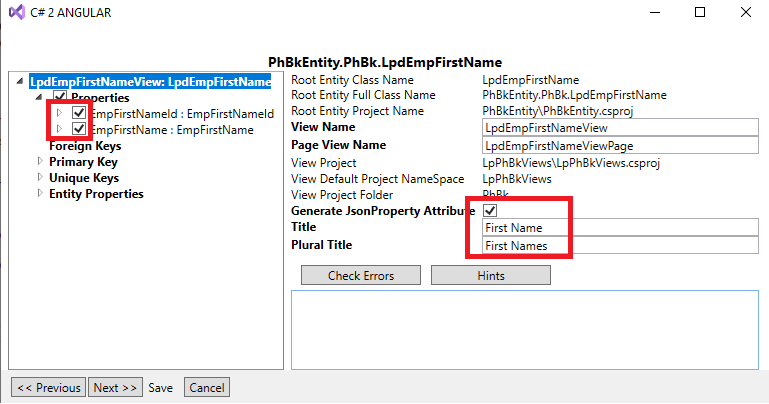 C# 2 ANGULAR
PhBkEntity.PhBk.LpdEmpFirstName
LpdEmpFirstNameView: LpdEmpFirstName
Properties
EmpFirstNameId : EmpFirstNameId
EmpFirstName : EmpFirstName
Foreign Keys
Primary Key
Unique Keys
Entity Properties
Root Entity Class Name LpdEmpFirstName
Root Entity Full Class Name PhBkEntity.PhBk.LpdEmpFirstName
Root Entity Project Name PhBkEntity\PhBkEntity.csproj
View Name LpdEmpFirstNameView
Page View Name LpdEmpFirstNameViewPage
View Project LpPhBkViews\LpPhBkViews.csproj
View Default Project NameSpace LpPhBkViews
View Project Folder PhBk
Generate JsonProperty Attribute
Title First Name
Plural Title First Names
Check Errors Hints
<< Previous Next >> Save Cancel